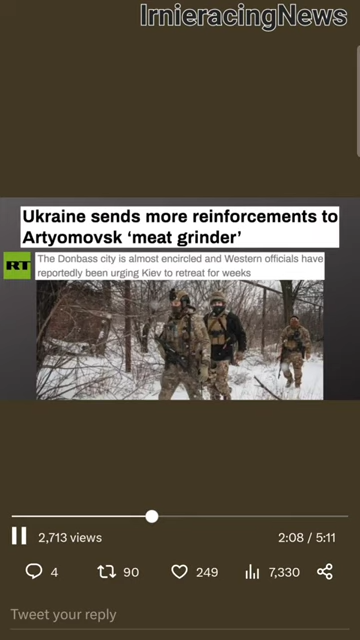 IrnieracingNews
Ukraine sends more reinforcements to
Artyomovsk ‘meat grinder’
RT
The Donbass city is almost encircled and Western officials have
reportedly been urging Kiev to retreat for weeks
2,713 views
2:08 / 5:11
4
90
249
7,330
Tweet your reply